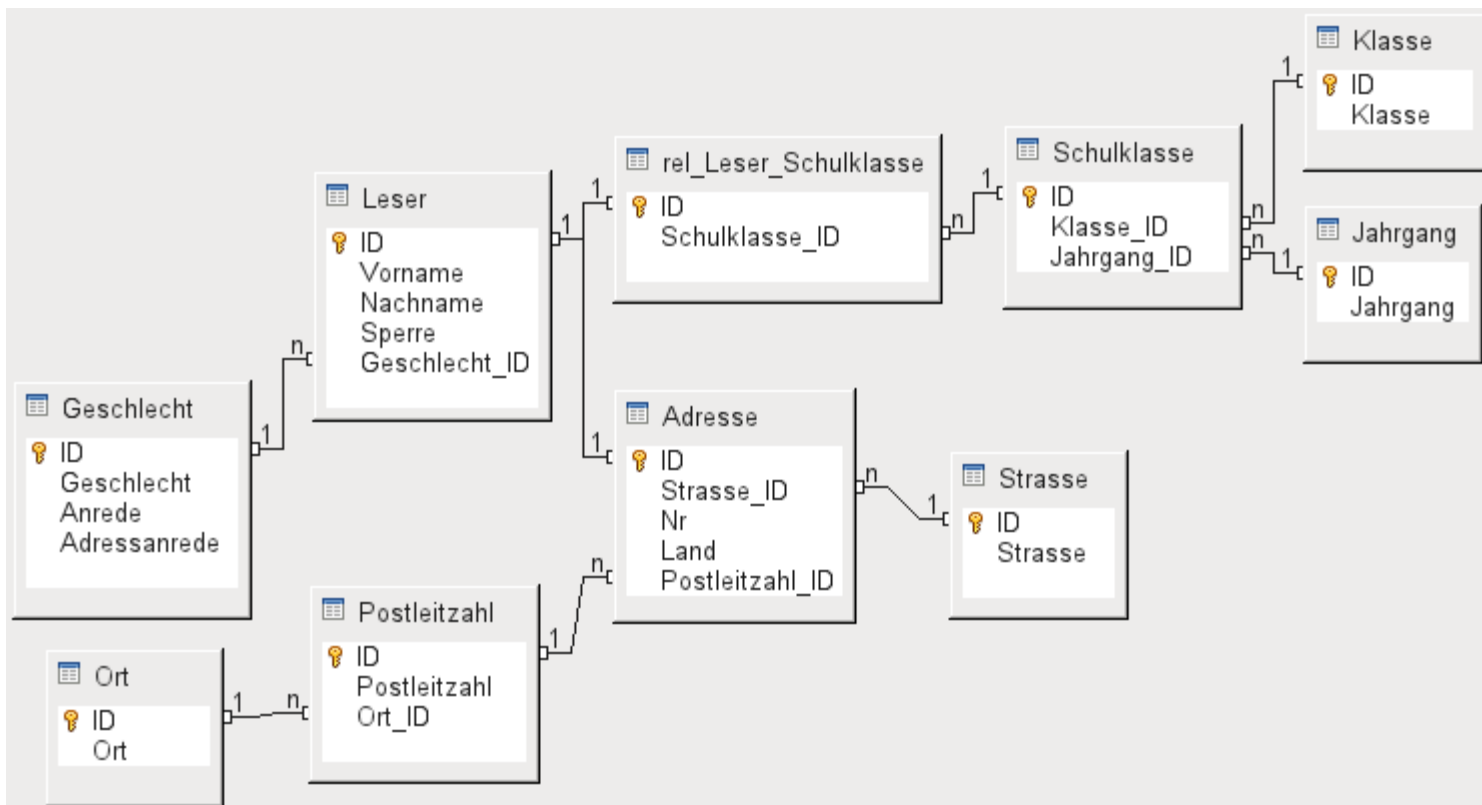 Klasse
ID
Klasse
1
rel_Leser_Schulklasse
ID
Schulklasse_ID
1
n
Schulklasse
ID
Klasse_ID
Jahrgang_ID
1
n
n
Jahrgang
ID
Jahrgang
1
Leser
ID
Vorname
Nachname
Sperre
Geschlecht_ID
1
n
Geschlecht
ID
Geschlecht
Anrede
Adressanrede
1
Adresse
ID
Strasse_ID
Nr
Land
Postleitzahl_ID
1
n
n
Strasse
ID
Strasse
1
Postleitzahl
ID
Postleitzahl
Ort_ID
1
n
Ort
ID
Ort
1